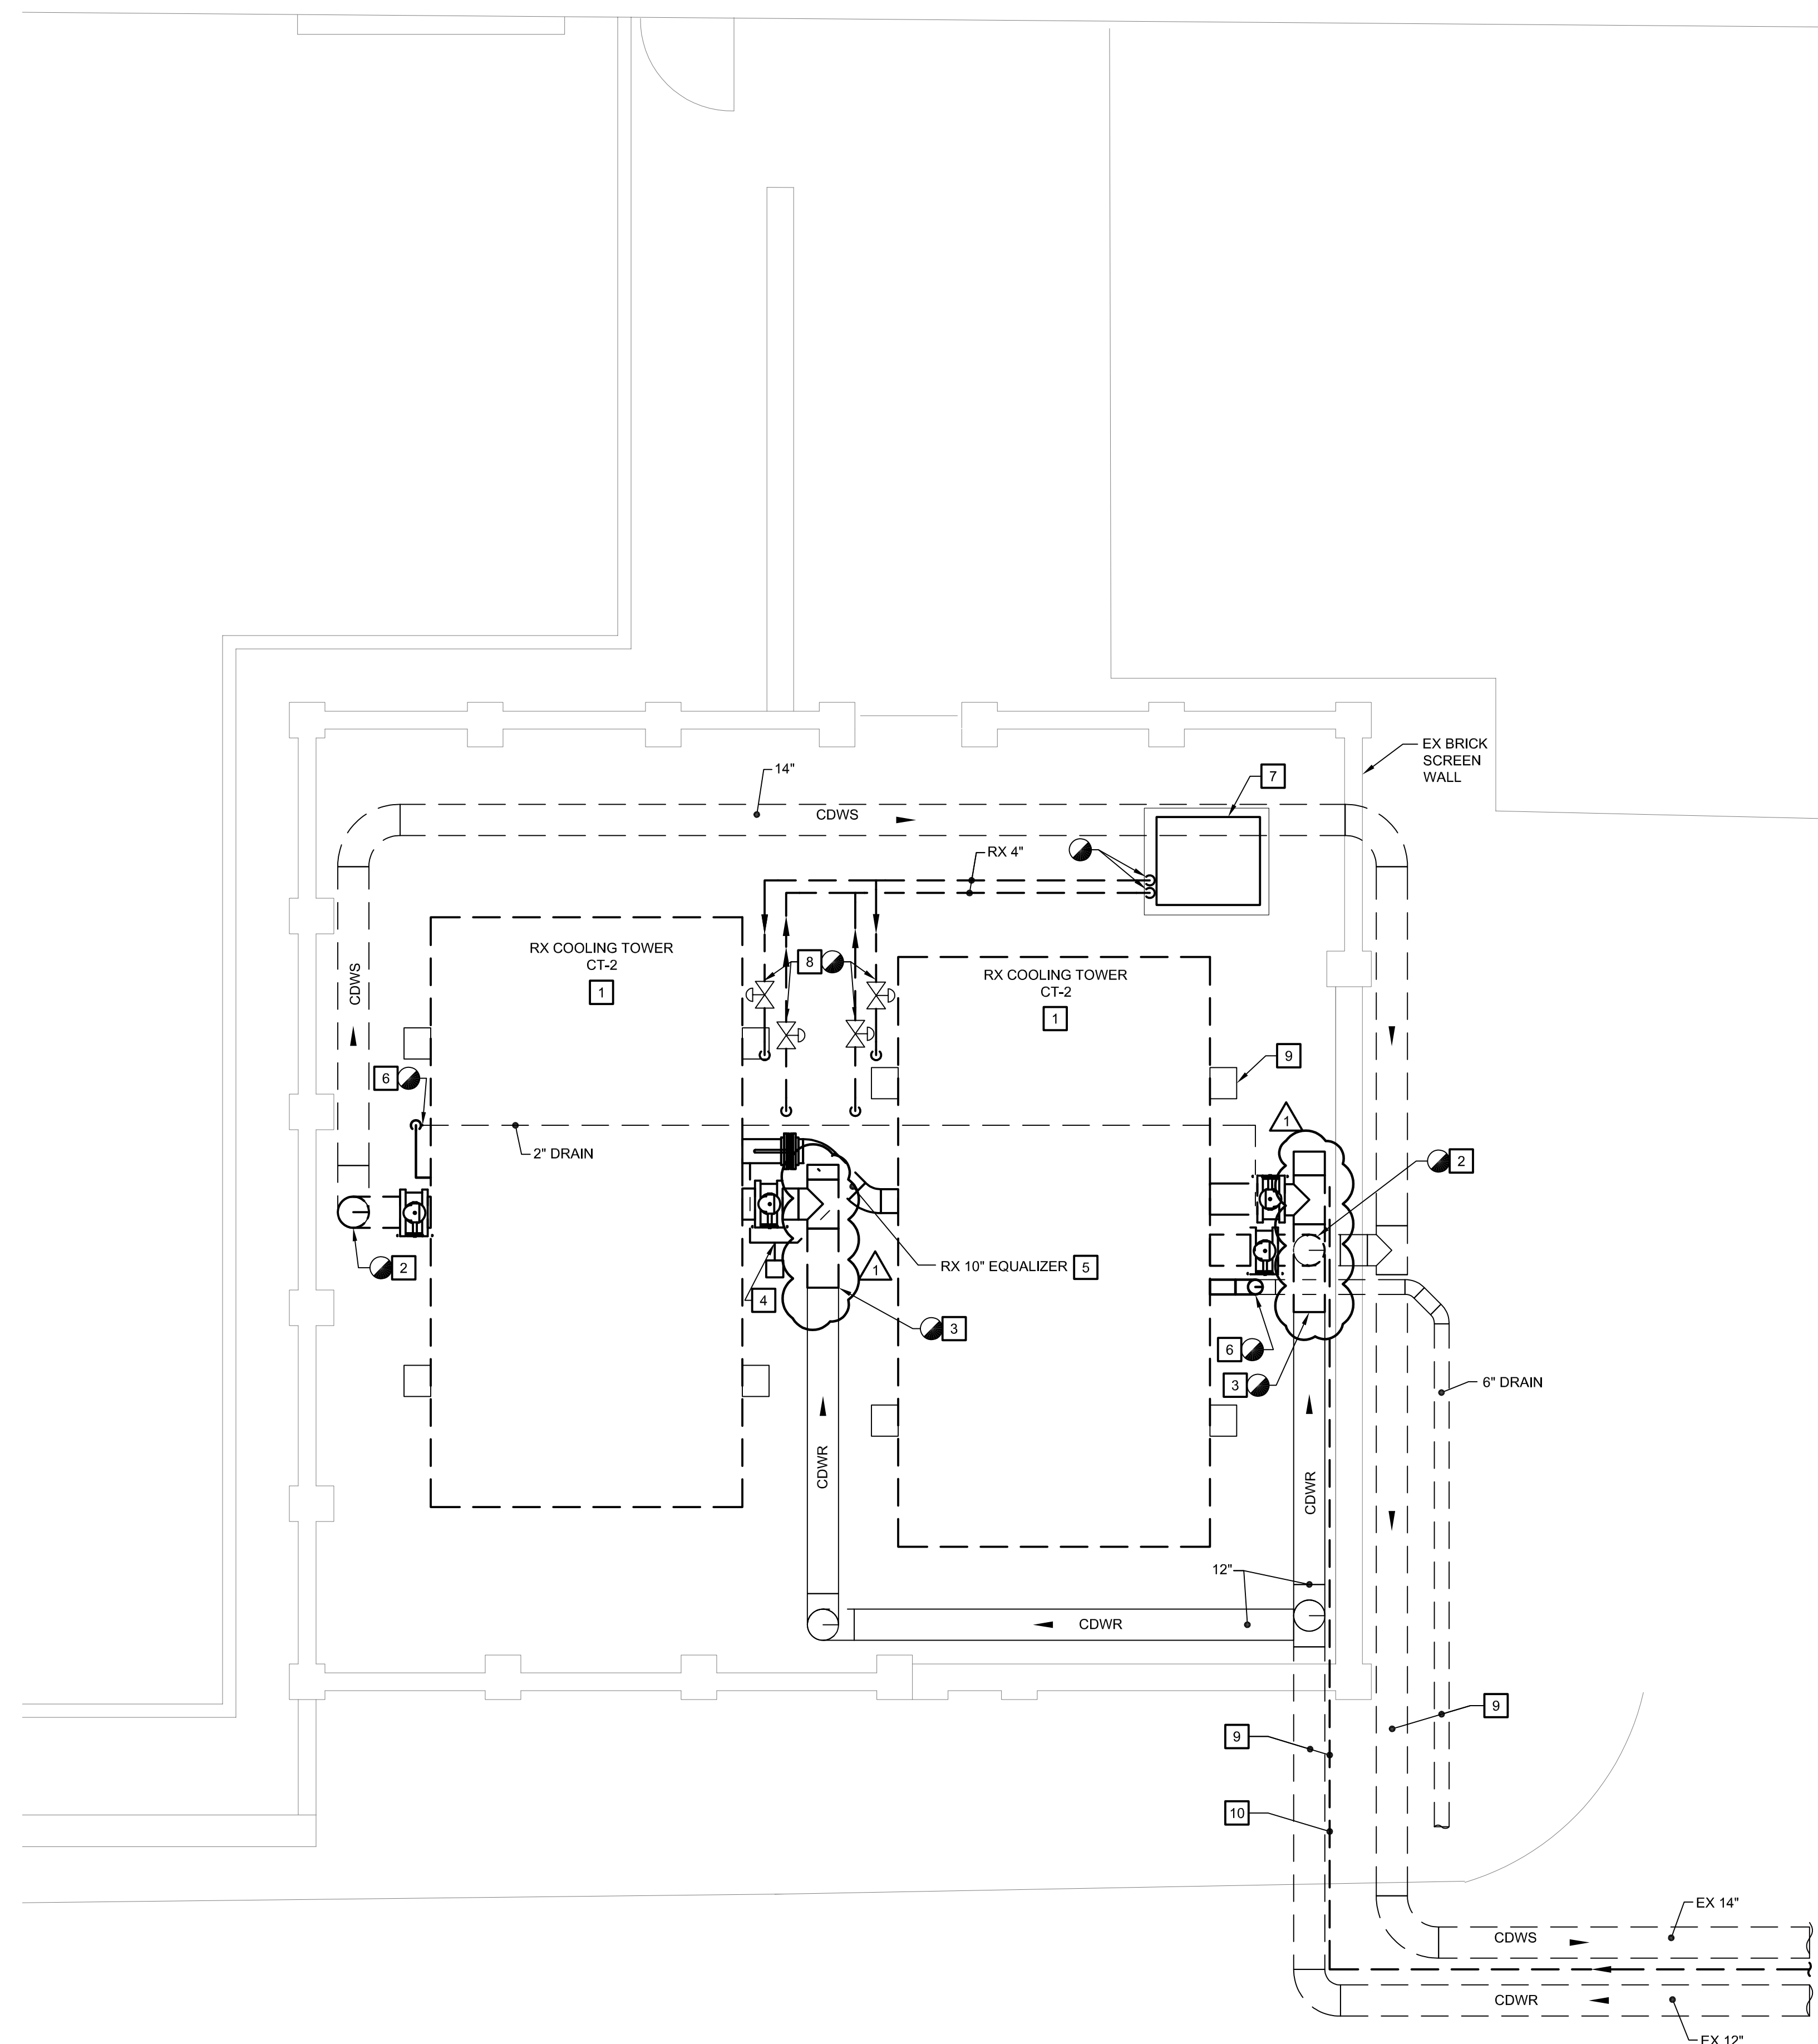 EX BRICK
SCREEN
WALL
14"
7
CDWS
RX 4"
RX COOLING TOWER
CT-2
1
8
RX COOLING TOWER
CT-2
1
CDWS
9
6
1
2" DRAIN
2
2
RX 10" EQUALIZER 5
1
4
3
6
3
6" DRAIN
CDWR
CDWR
12"
CDWR
9
9
10
EX 14"
CDWS
CDWR
EX 12"